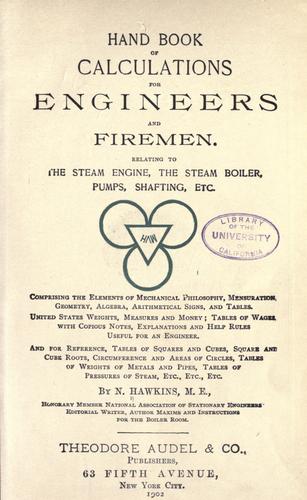 HAND BOOK
OF
CALCULATIONS
FOR
ENGINEERS
AND
FIREMEN.
RELATING TO
THE STEAM ENGINE, THE STEAM BOILER,
PUMPS, SHAFTING, ETC.
LIBRARY
OF THE
UNIVERSITY
OF
CALIFORNIA
COMPRISING THE ELEMENTS OF MECHANICAL PHILOSOPHY, MENSURATION,
GEOMETRY, ALGEBRA, ARITHMETICAL SIGNS, AND TABLES.
UNITED STATES WEIGHTS, MEASURES AND MONEY; TABLES OF WAGES,
WITH COPIOUS NOTES, EXPLANATIONS AND HELP RULES
USEFUL FOR AN ENGINEER.
AND FOR REFERENCE, TABLES OF SQUARES AND CUBES, SQUARE AND
CUBE ROOTS, CIRCUMFERENCE AND AREAS OF CIRCLES, TABLES
OF WEIGHTS OF METALS AND PIPES, TABLES OF
PRESSURES OF STEAM, ETC., ETC., ETC.
BY N. HAWKINS, M. E.,
HONORARY MEMBER NATIONAL ASSOCIATION OF STATIONARY ENGINEERS
EDITORIAL WRITER, AUTHOR MAXIMS AND INSTRUCTIONS
FOR THE BOILER ROOM.
THEODORE AUDEL & CO.,
PUBLISHERS,
63 FIFTH AVENUE,
NEW YORK CITY.
1902